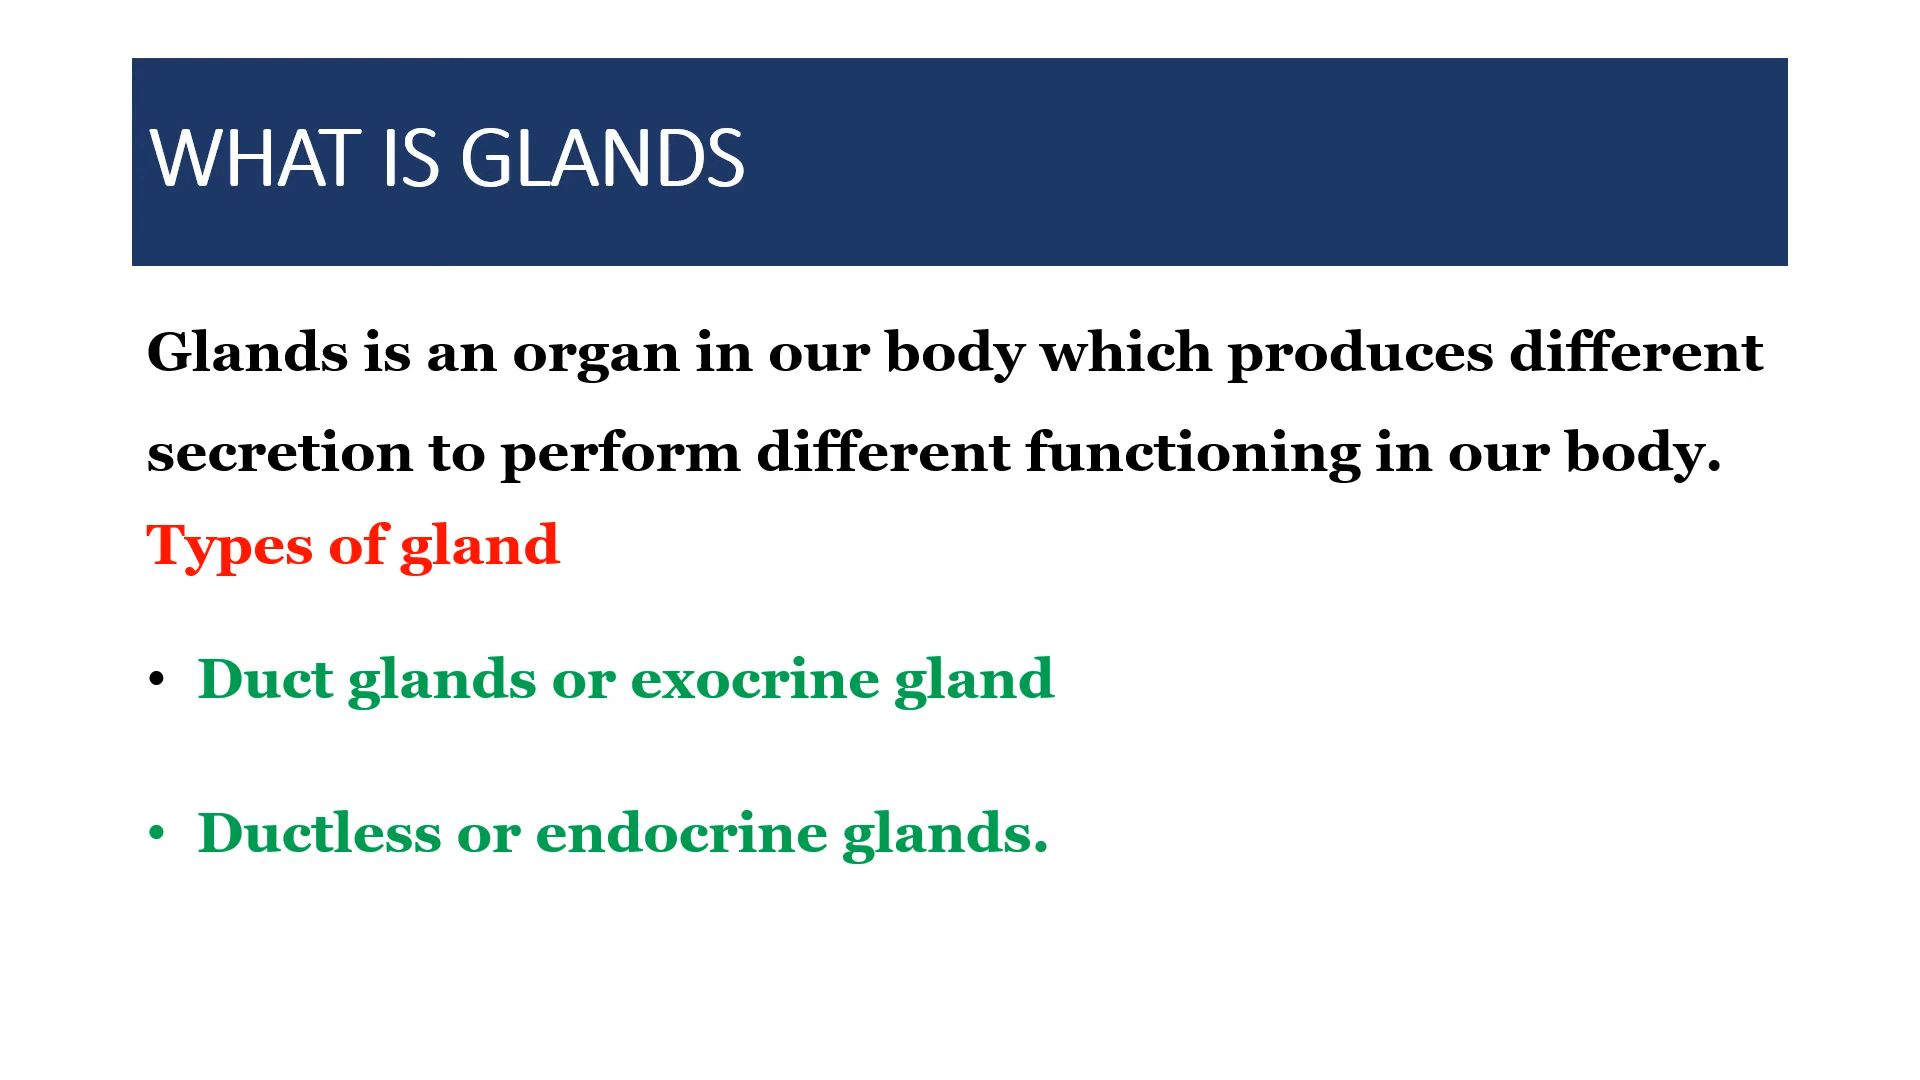 WHAT IS GLANDS
Glands is an organ in our body which produces different
secretion to perform different functioning in our body.
Types of gland
• Duct glands or exocrine gland
• Ductless or endocrine glands.